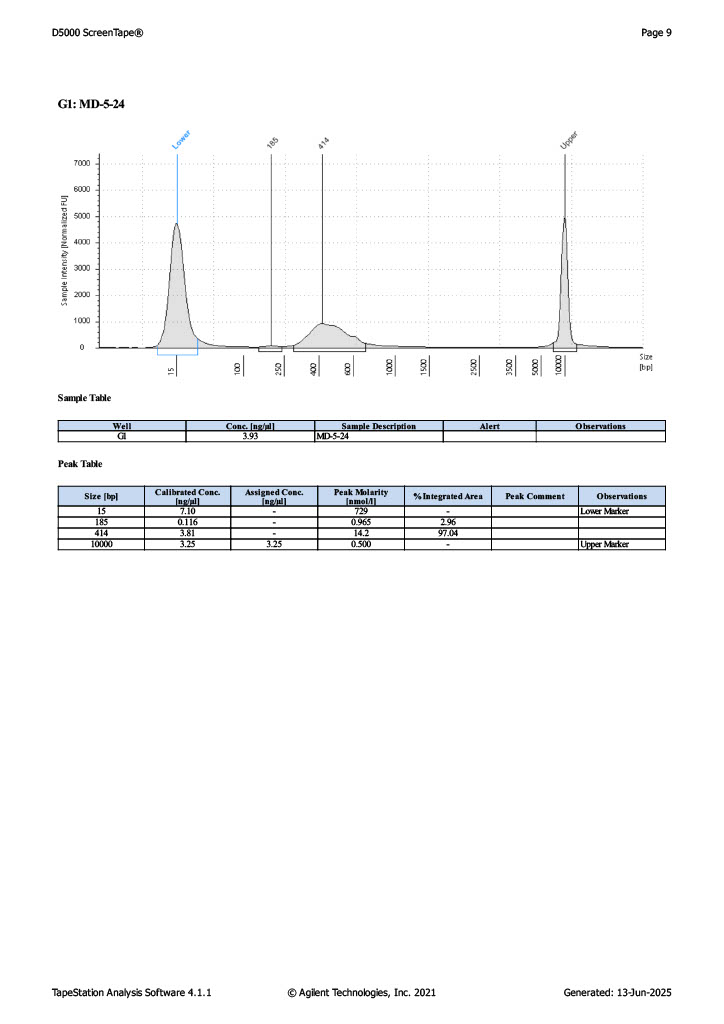 D5000 ScreenTape® Page 9
G1: MD-5-24
Lower 185 414 Upper
Sample Intensity [Normalized FU]
7000
6000
5000
4000
3000
2000
1000
0
15 100 250 400 600 1000 1500 2500 3500 5000 10000
Size
[bp]
Sample Table
Well Conc. [ng/µl] Sample Description Alert Observations
G1 3.93 MD-5-24
Peak Table
Size [bp] Calibrated Conc. [ng/µl] Assigned Conc. [ng/µl] Peak Molarity [nmol/l] % Integrated Area Peak Comment Observations
15 7.10 - 729 - Lower Marker
185 0.116 - 0.965 2.96
414 3.81 - 14.2 97.04
10000 3.25 3.25 0.500 - Upper Marker
TapeStation Analysis Software 4.1.1 © Agilent Technologies, Inc. 2021 Generated: 13-Jun-2025